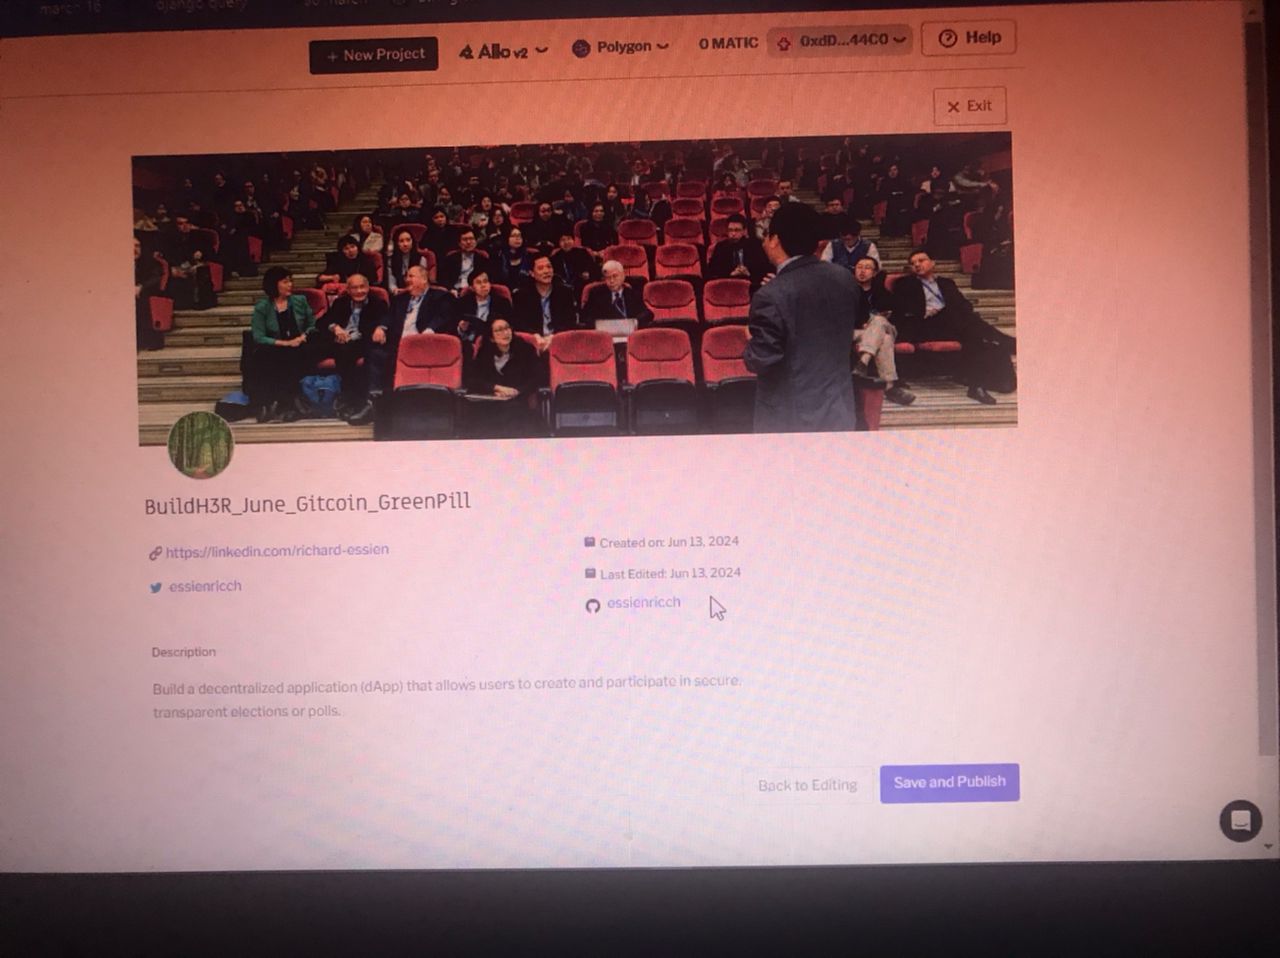 march 16
django query
+ New Project
Allo v2
Polygon
0 MATIC
0xdD...44C0
Help
Exit
BuildH3R_June_Gitcoin_GreenPill
https://linkedin.com/richard-essien
Created on: Jun 13, 2024
essienricch
Last Edited: Jun 13, 2024
essienricch
Description
Build a decentralized application (dApp) that allows users to create and participate in secure,
transparent elections or polls.
Back to Editing
Save and Publish